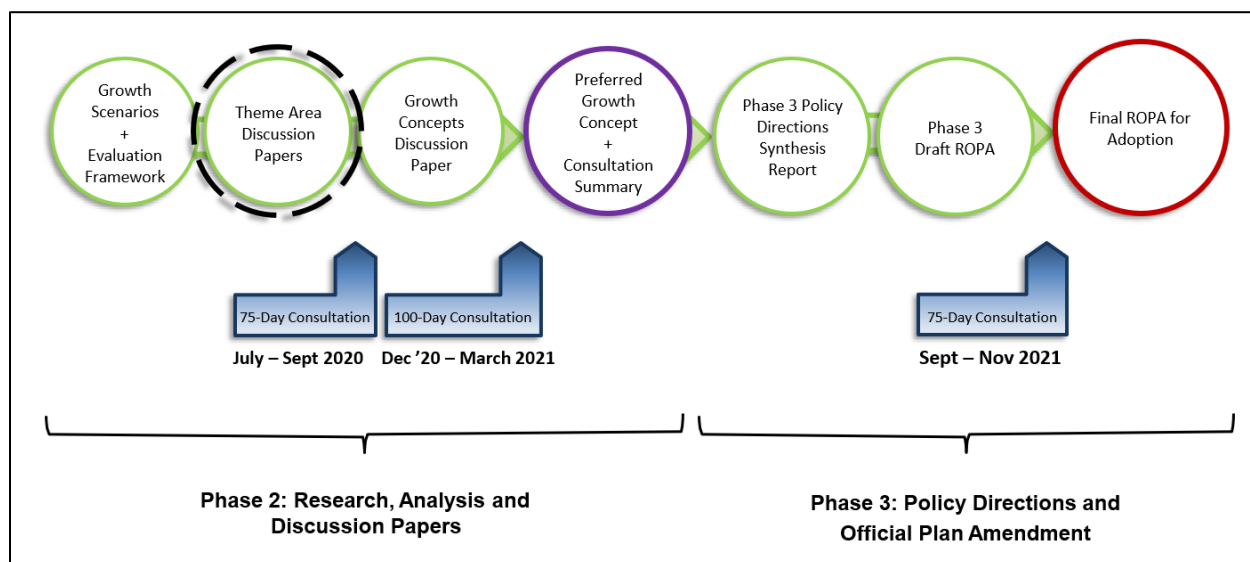 Growth
Scenarios
+
Evaluation
Framework
Theme Area
Discussion
Papers
Growth
Concepts
Discussion
Paper
Preferred
Growth
Concept
+
Consultation
Summary
Phase 3 Policy
Directions
Synthesis
Report
Phase 3
Draft ROPA
Final ROPA for
Adoption
75-Day Consultation
100-Day Consultation
75-Day Consultation
July – Sept 2020
Dec '20 – March 2021
Sept – Nov 2021
Phase 2: Research, Analysis and
Discussion Papers
Phase 3: Policy Directions and
Official Plan Amendment